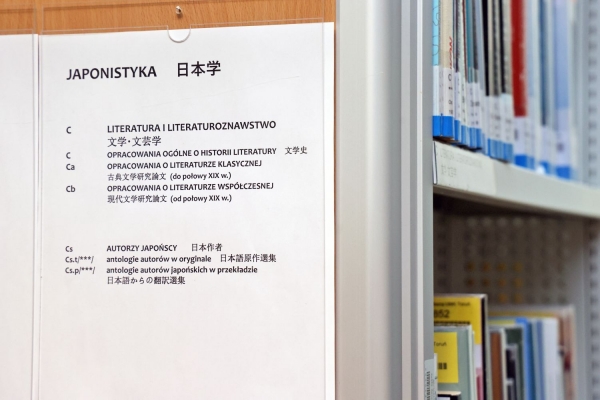 JAPONISTYKA 日本学
C LITERATURA I LITERATUROZNAWSTWO
文学・文芸学
C OPRACOWANIA OGÓLNE O HISTORII LITERATURY 文学史
Ca OPRACOWANIA O LITERATURZE KLASYCZNEJ
古典文学研究論文 (do połowy XIX w.)
Cb OPRACOWANIA O LITERATURZE WSPÓŁCZESNEJ
現代文学研究論文 (od połowy XIX w.)
Cs AUTORZY JAPOŃSCY 日本作者
Cs.t/***/ antologie autorów w oryginale 日本語原作選集
Cs.p/***/ antologie autorów japońskich w przekładzie
日本語からの翻訳選集